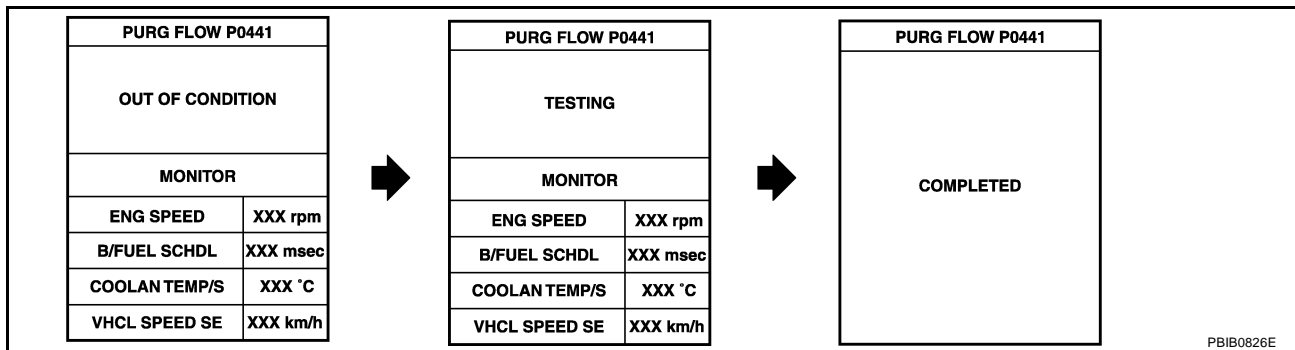 PURG FLOW P0441
OUT OF CONDITION
MONITOR
ENG SPEED XXX rpm
B/FUEL SCHDL XXX msec
COOLAN TEMP/S XXX °C
VHCL SPEED SE XXX km/h
PURG FLOW P0441
TESTING
MONITOR
ENG SPEED XXX rpm
B/FUEL SCHDL XXX msec
COOLAN TEMP/S XXX °C
VHCL SPEED SE XXX km/h
PURG FLOW P0441
COMPLETED
PBIB0826E